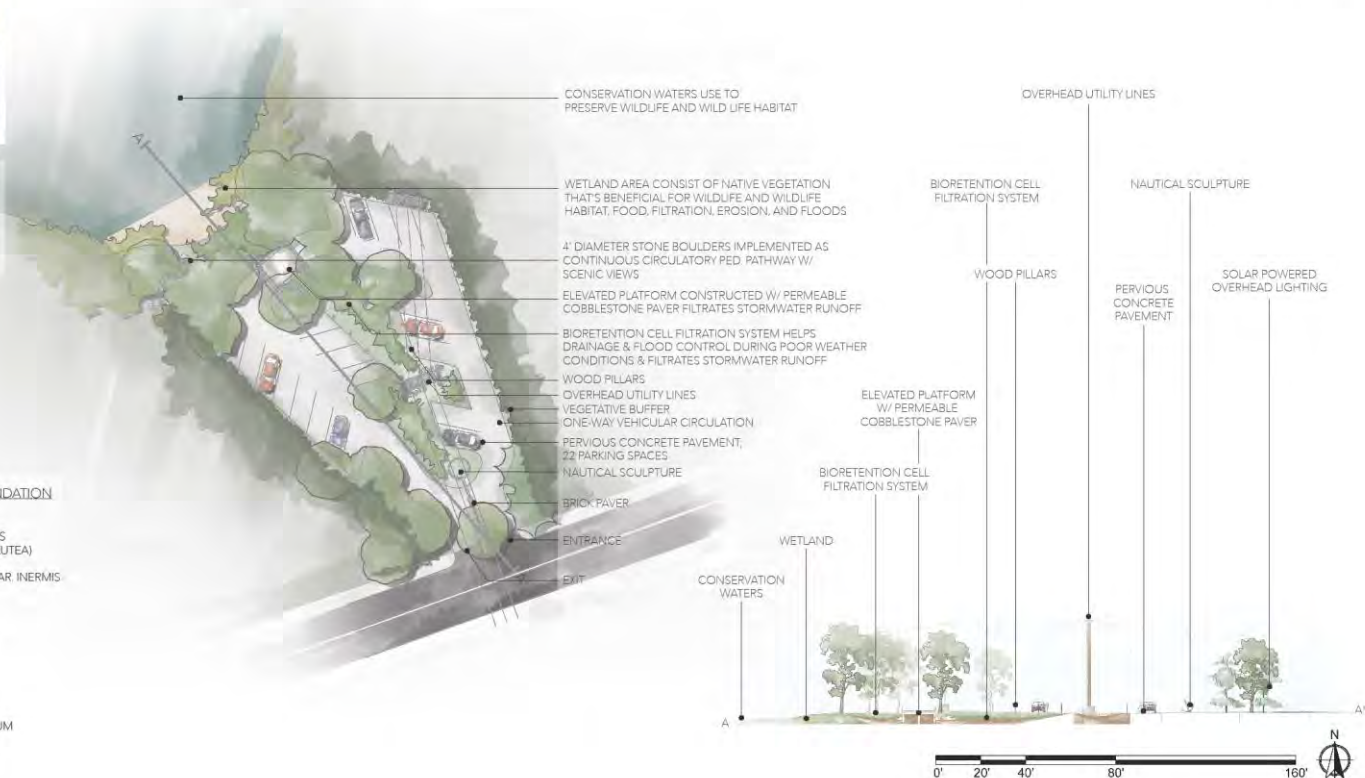 CONSERVATION WATERS USE TO
PRESERVE WILDLIFE AND WILD LIFE HABITAT
WETLAND AREA CONSIST OF NATIVE VEGETATION
THAT'S BENEFICIAL FOR WILDLIFE AND WILDLIFE
HABITAT, FOOD, FILTRATION, EROSION, AND FLOODS
4' DIAMETER STONE BOULDERS IMPLEMENTED AS
CONTINUOUS CIRCULATORY PED. PATHWAY W/
SCENIC VIEWS
ELEVATED PLATFORM CONSTRUCTED W/ PERMEABLE
COBBLESTONE PAVER FILTRATES STORMWATER RUNOFF
BIORETENTION CELL FILTRATION SYSTEM HELPS
DRAINAGE & FLOOD CONTROL DURING POOR WEATHER
CONDITIONS & FILTRATES STORMWATER RUNOFF
WOOD PILLARS
OVERHEAD UTILITY LINES
VEGETATIVE BUFFER
ONE-WAY VEHICULAR CIRCULATION
PERVIOUS CONCRETE PAVEMENT,
22 PARKING SPACES
NAUTICAL SCULPTURE
BRICK PAVER
ENTRANCE
EXIT
A
NDATION
S
UTEA)
AR. INERMIS
UM
OVERHEAD UTILITY LINES
BIORETENTION CELL
FILTRATION SYSTEM
NAUTICAL SCULPTURE
WOOD PILLARS
SOLAR POWERED
OVERHEAD LIGHTING
PERVIOUS
CONCRETE
PAVEMENT
ELEVATED PLATFORM
W/ PERMEABLE
COBBLESTONE PAVER
BIORETENTION CELL
FILTRATION SYSTEM
WETLAND
CONSERVATION
WATERS
A
A'
N
0' 20' 40' 80' 160'